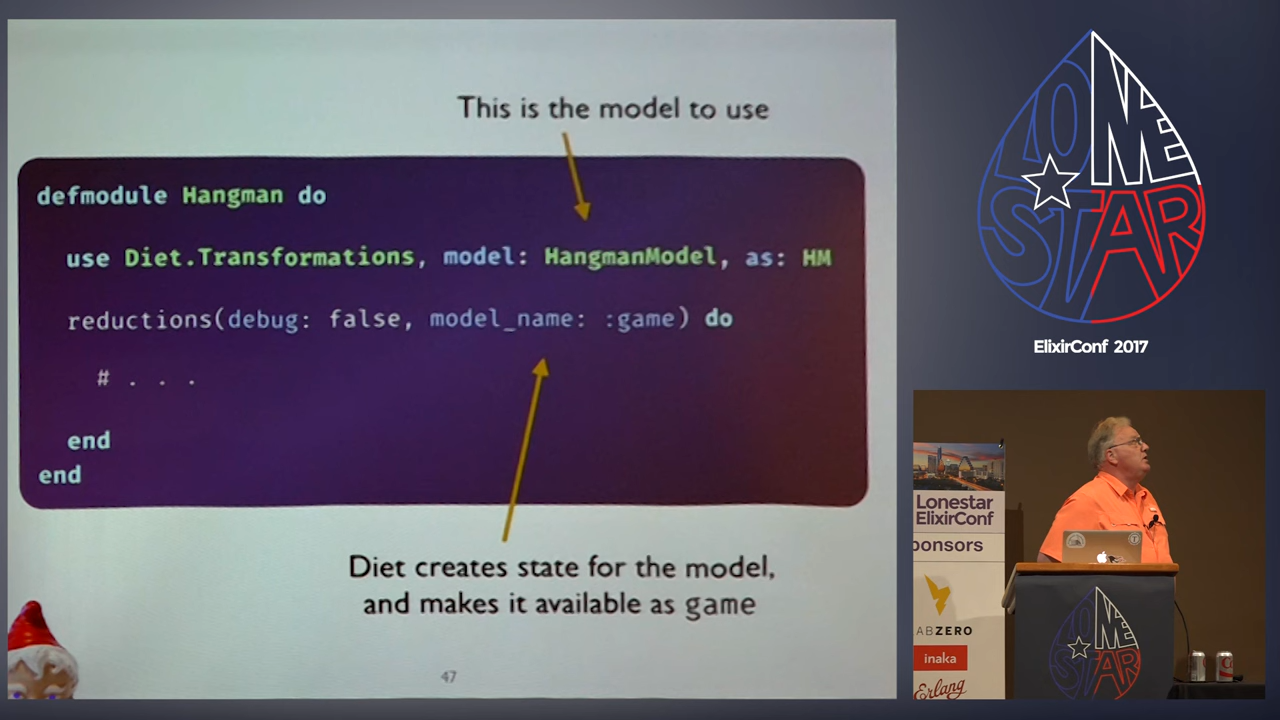 This is the model to use
defmodule Hangman do
use Diet.Transformations, model: HangmanModel, as: HM
reductions(debug: false, model_name: :game) do
# . . .
end
end
Diet creates state for the model,
and makes it available as game
47
LONE
STAR
ElixirConf 2017
Lonestar
ElixirConf
ponsors
ABZERO
inaka
Erlang
LONE
STAR